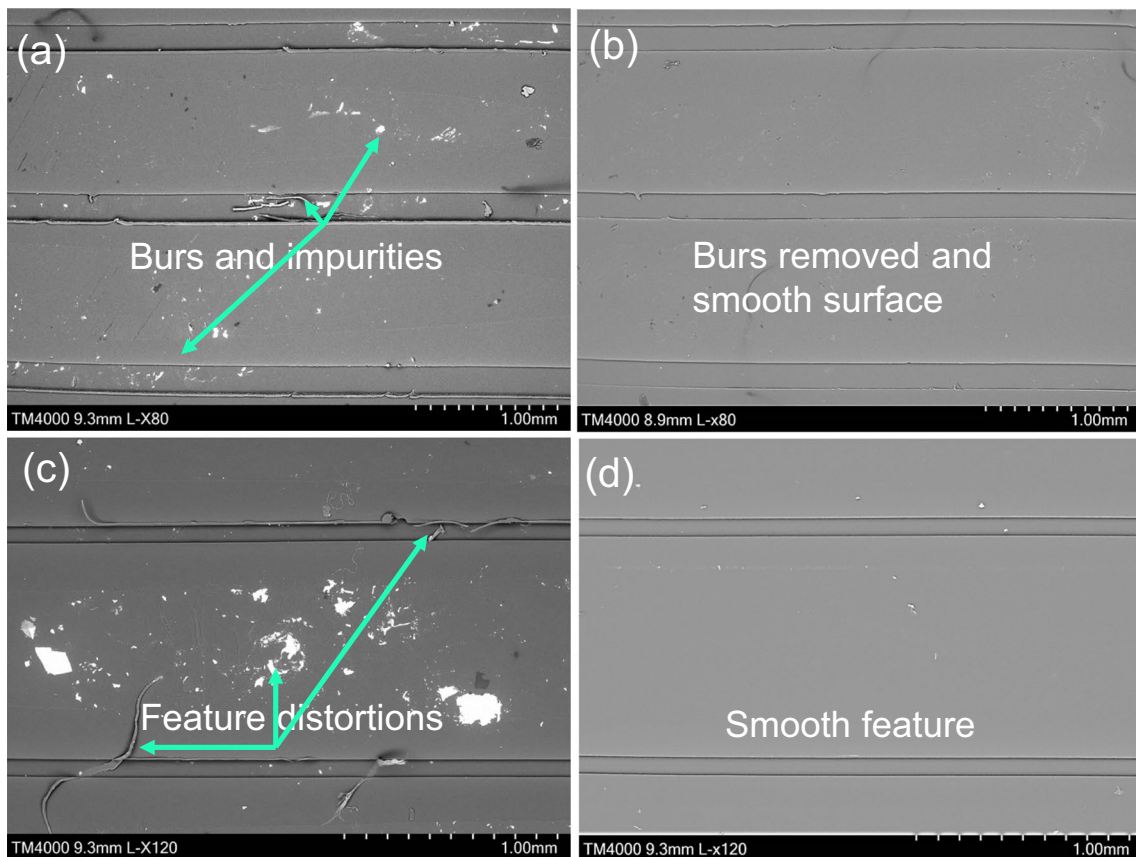 (a)
Burs and impurities
TM4000 9.3mm L-X80
1.00mm
(b)
Burs removed and
smooth surface
TM4000 8.9mm L-x80
1.00mm
(c)
Feature distortions
TM4000 9.3mm L-X120
1.00mm
(d)
Smooth feature
TM4000 9.3mm L-x120
1.00mm